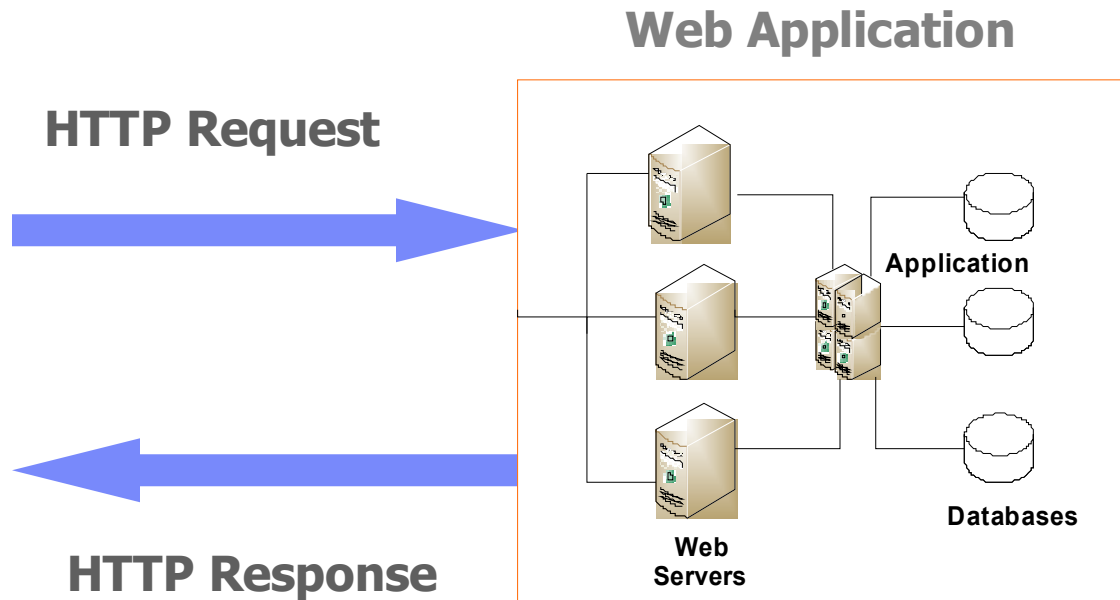 Web Application
HTTP Request
Application
Databases
Web
Servers
HTTP Response